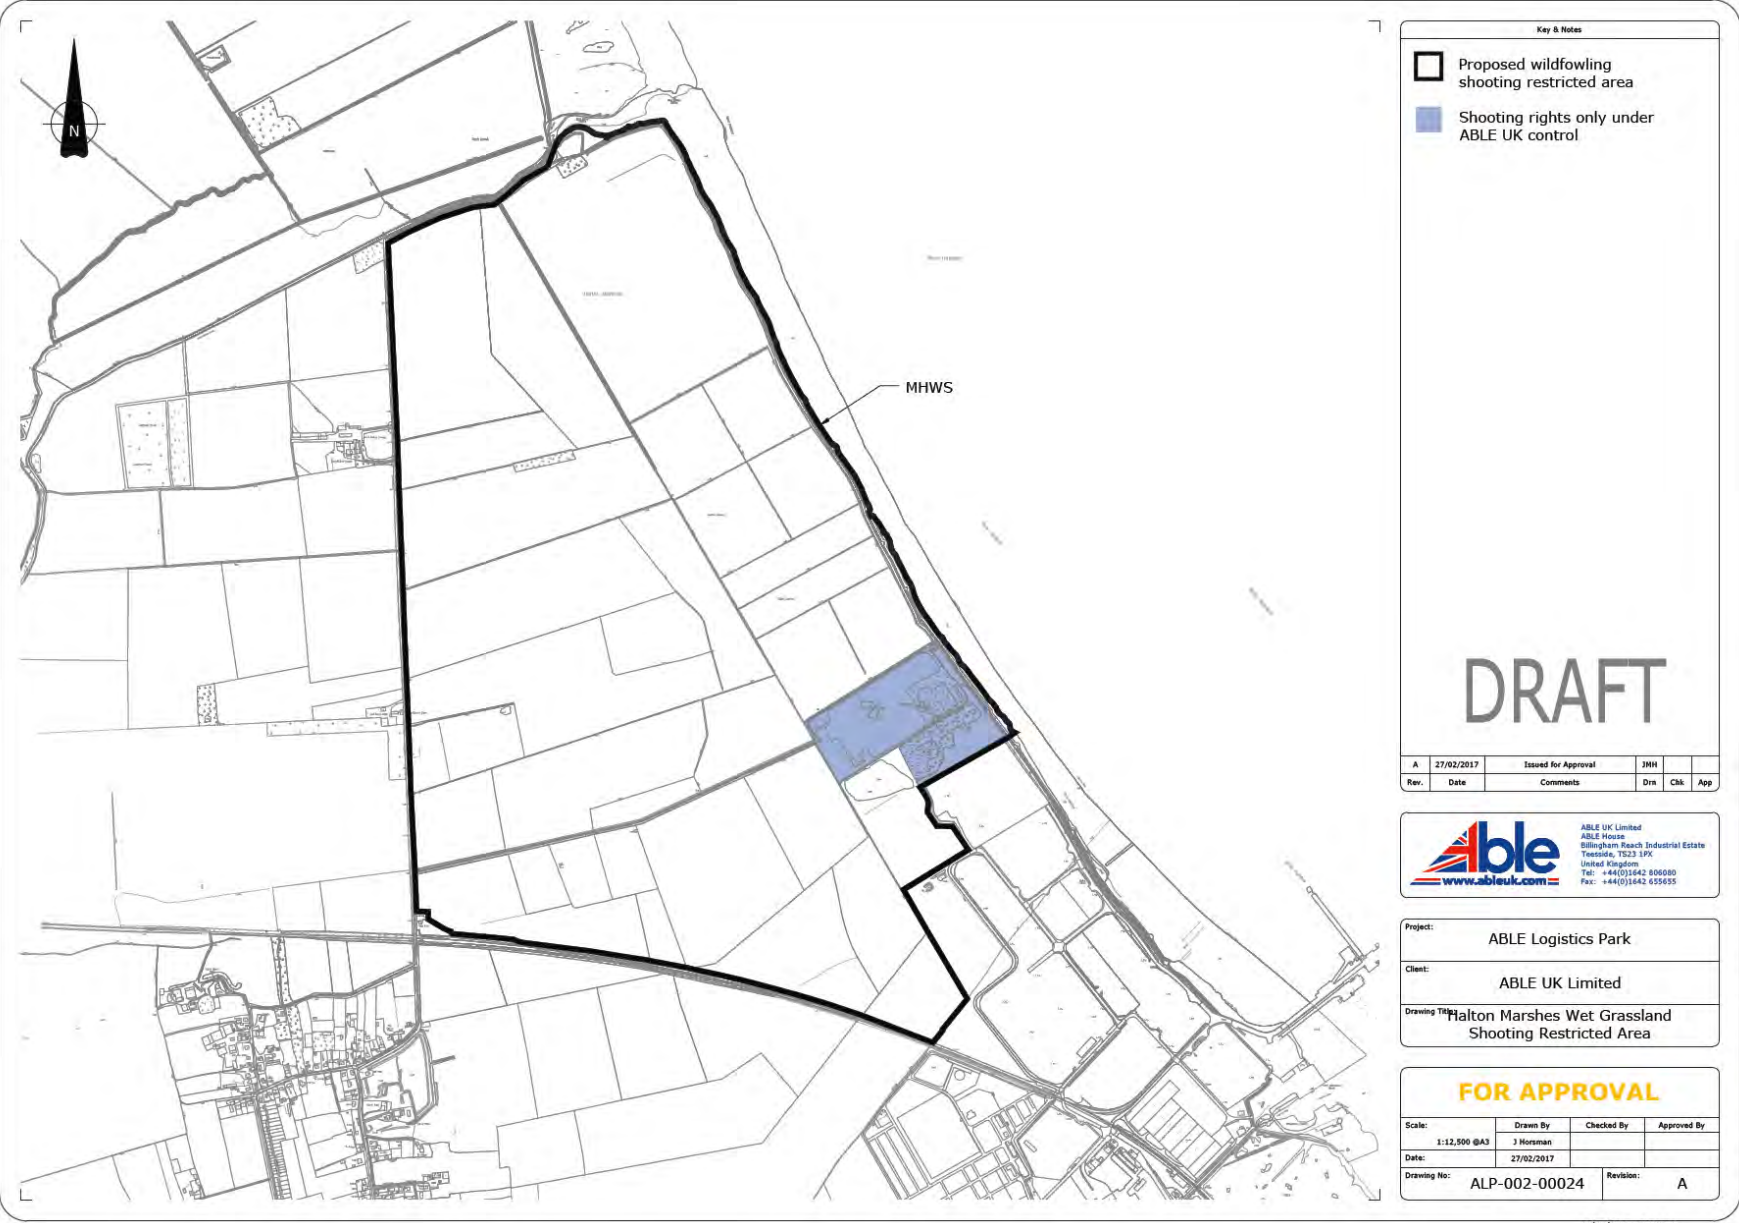 N
MHWS
Key & Notes
Proposed wildfowling
shooting restricted area
Shooting rights only under
ABLE UK control
DRAFT
A 27/02/2017 Issued for Approval JMH
Rev. Date Comments Drn Chk App
able
www.ableuk.com
ABLE UK Limited
ABLE House
Billingham Reach Industrial Estate
Teesside, TS23 1PX
United Kingdom
Tel: +44(0)1642 806080
Fax: +44(0)1642 655655
Project:
ABLE Logistics Park
Client:
ABLE UK Limited
Drawing Title:
Halton Marshes Wet Grassland
Shooting Restricted Area
FOR APPROVAL
Scale: Drawn By Checked By Approved By
1:12,500 @A3 J Horsman
Date: 27/02/2017
Drawing No: ALP-002-00024 Revision: A